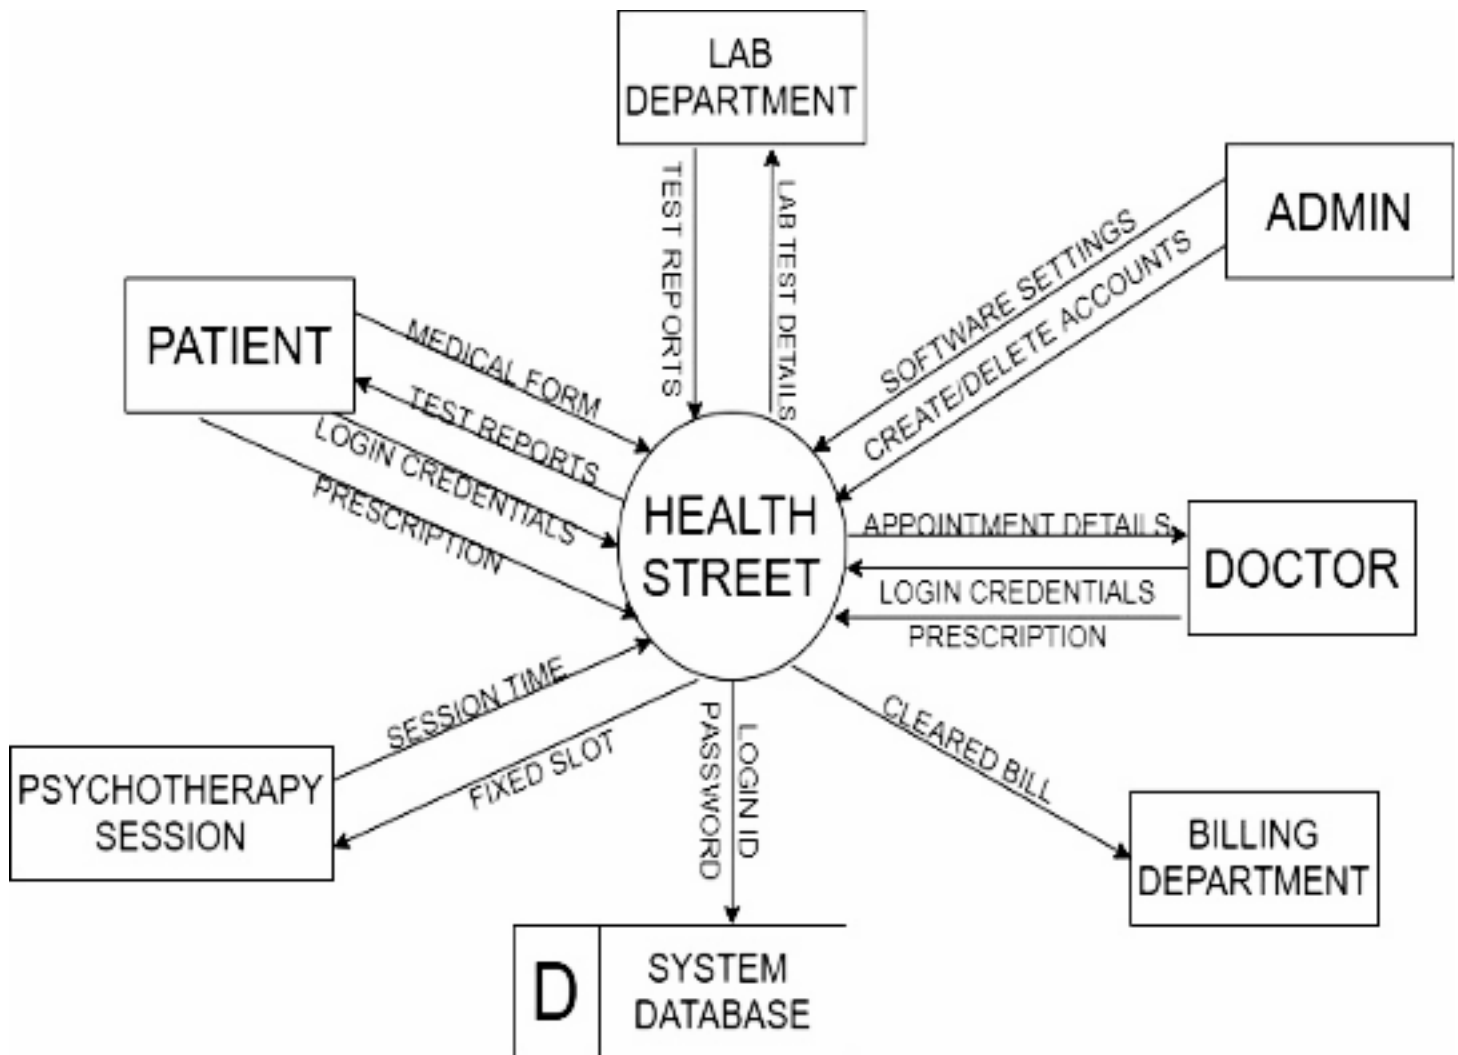 LAB
DEPARTMENT
ADMIN
TEST REPORTS
LAB TEST DETAILS
SOFTWARE SETTINGS
CREATE/DELETE ACCOUNTS
PATIENT
MEDICAL FORM
TEST REPORTS
LOGIN CREDENTIALS
PRESCRIPTION
HEALTH
STREET
APPOINTMENT DETAILS
LOGIN CREDENTIALS
PRESCRIPTION
DOCTOR
SESSION TIME
FIXED SLOT
PSYCHOTHERAPY
SESSION
LOGIN ID
PASSWORD
CLEARED BILL
BILLING
DEPARTMENT
D
SYSTEM
DATABASE